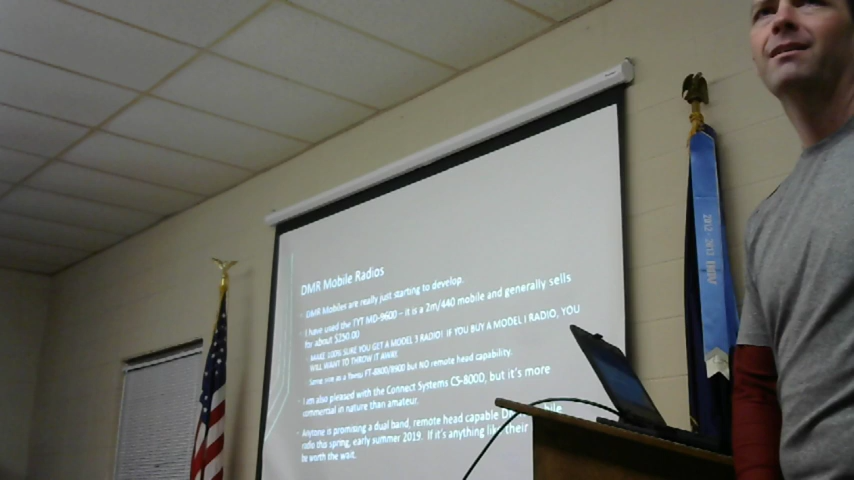 DMR Mobile Radios
DMR Mobiles are really just starting to develop.
I have used the TYT MD-9600 – it is a 2m/440 mobile and generally sells
for about $250.00
MAKE 100% SURE YOU GET A MODEL 3 RADIO! IF YOU BUY A MODEL 1 RADIO, YOU
WILL WANT TO THROW IT AWAY.
Same size as a Yaesu FT-8800/8900 but NO remote head capability.
I am also pleased with the Connect Systems CS-8000, but it's more
commercial in nature than amateur.
Anytone is promising a dual band, remote head capable
radio this spring, early summer 2019. If it's anything like their
be worth the wait.